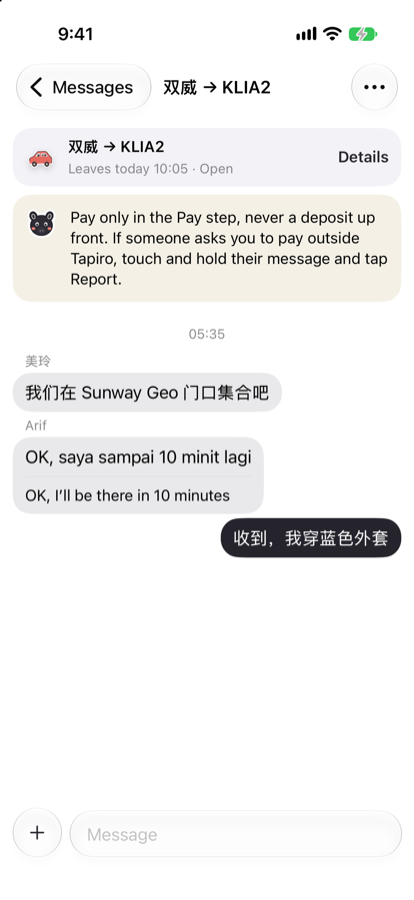 9:41
Messages
双威 → KLIA2
双威 → KLIA2
Leaves today 10:05 · Open
Details
Pay only in the Pay step, never a deposit up
front. If someone asks you to pay outside
Tapiro, touch and hold their message and tap
Report.
05:35
美玲
我们在 Sunway Geo 门口集合吧
Arif
OK, saya sampai 10 minit lagi
OK, I’ll be there in 10 minutes
收到，我穿蓝色外套
Message